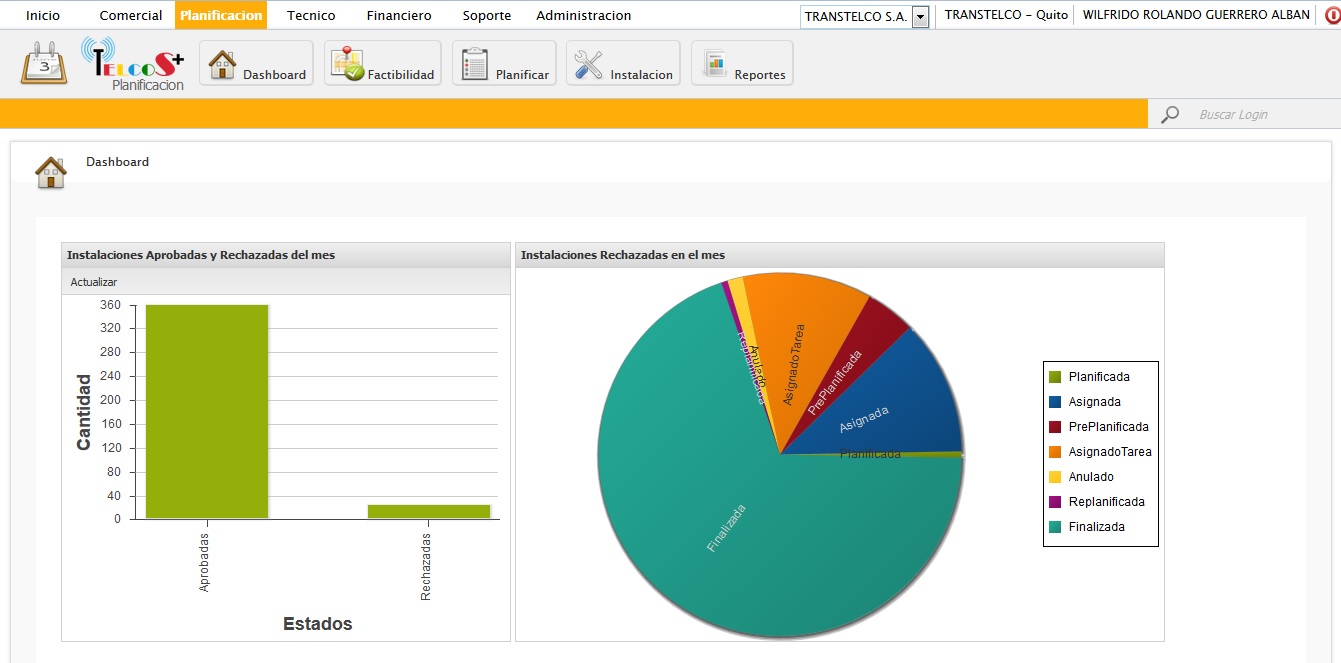 Inicio Comercial Planificacion Tecnico Financiero Soporte Administracion TRANSTELCO S.A. TRANSTELCO - Quito WILFRIDO ROLANDO GUERRERO ALBAN
3 TELCOS+ Planificacion Dashboard Factibilidad Planificar Instalacion Reportes
Buscar Login
Dashboard
Instalaciones Aprobadas y Rechazadas del mes
Actualizar
360
320
280
240
200
160
120
80
40
0
Cantidad
Aprobadas
Rechazadas
Estados
Instalaciones Rechazadas en el mes
Replanificada
Anulado
AsignadoTarea
PrePlanificada
Asignada
Planificada
Finalizada
Planificada
Asignada
PrePlanificada
AsignadoTarea
Anulado
Replanificada
Finalizada